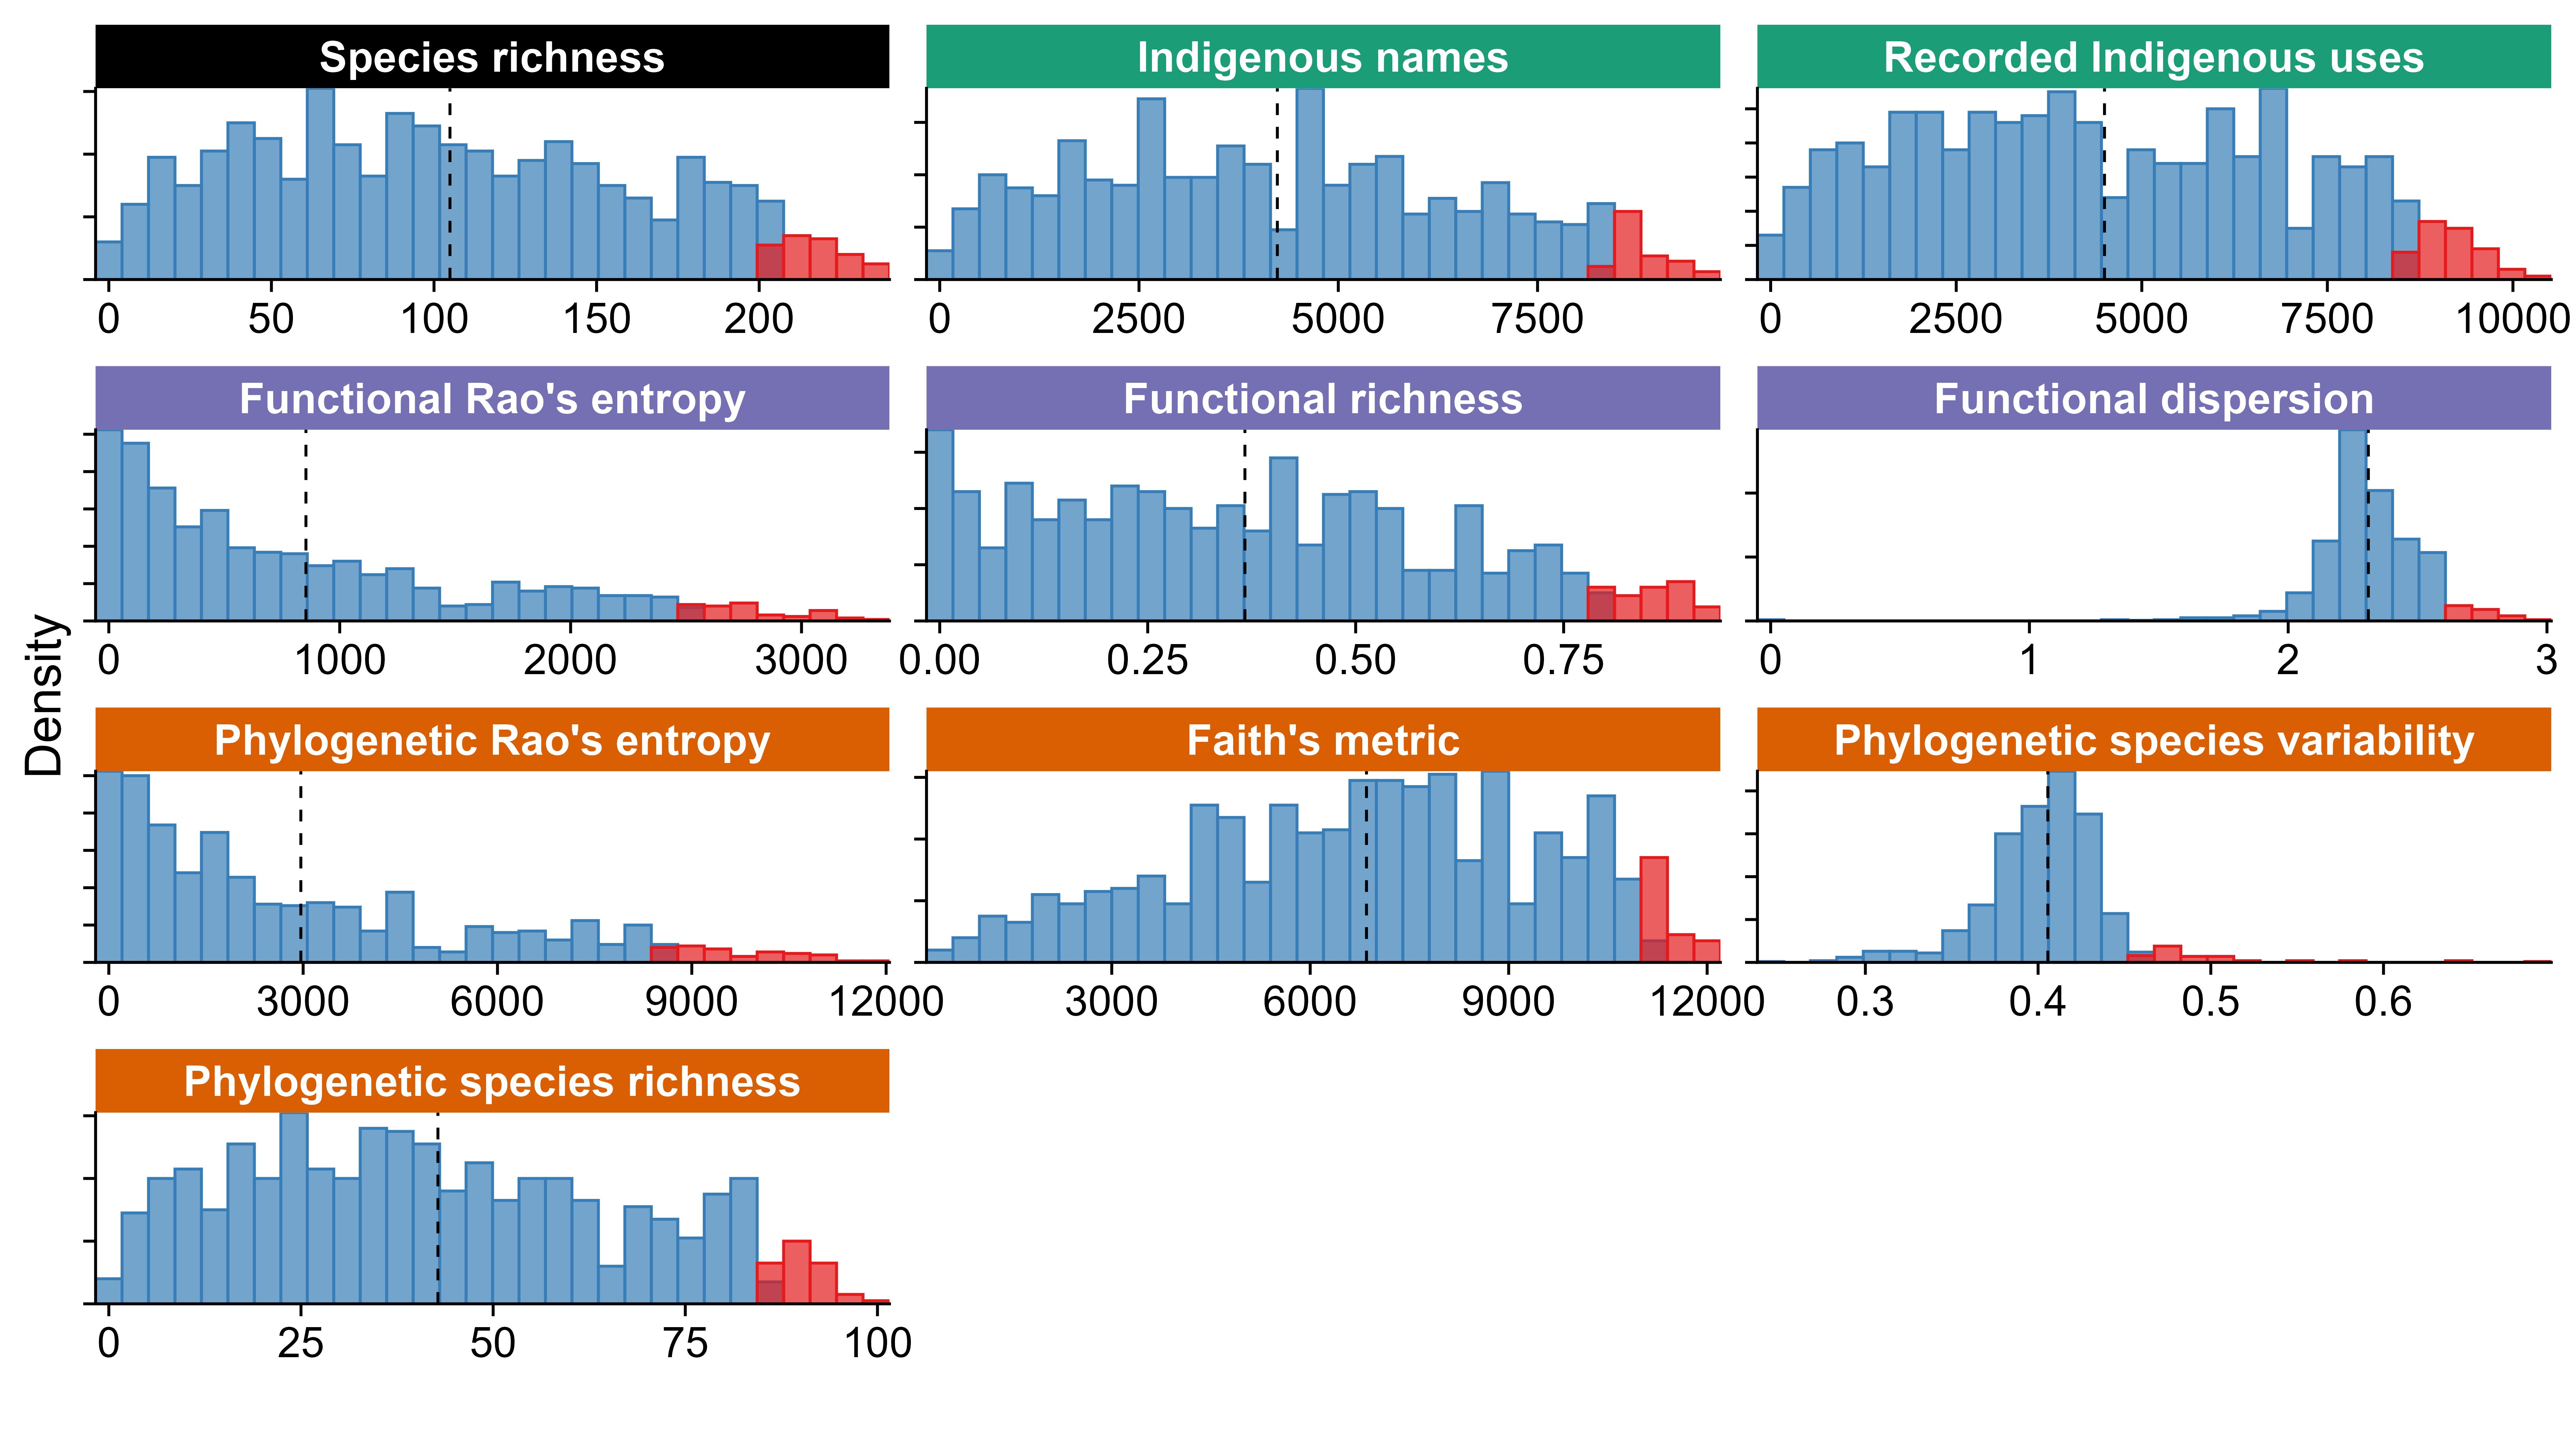 Species richness
Indigenous names
Recorded Indigenous uses
0 50 100 150 200
0 2500 5000 7500
0 2500 5000 7500 10000
Functional Rao's entropy
Functional richness
Functional dispersion
0 1000 2000 3000
0.00 0.25 0.50 0.75
0 1 2 3
Density
Phylogenetic Rao's entropy
Faith's metric
Phylogenetic species variability
0 3000 6000 9000 12000
3000 6000 9000 12000
0.3 0.4 0.5 0.6
Phylogenetic species richness
0 25 50 75 100